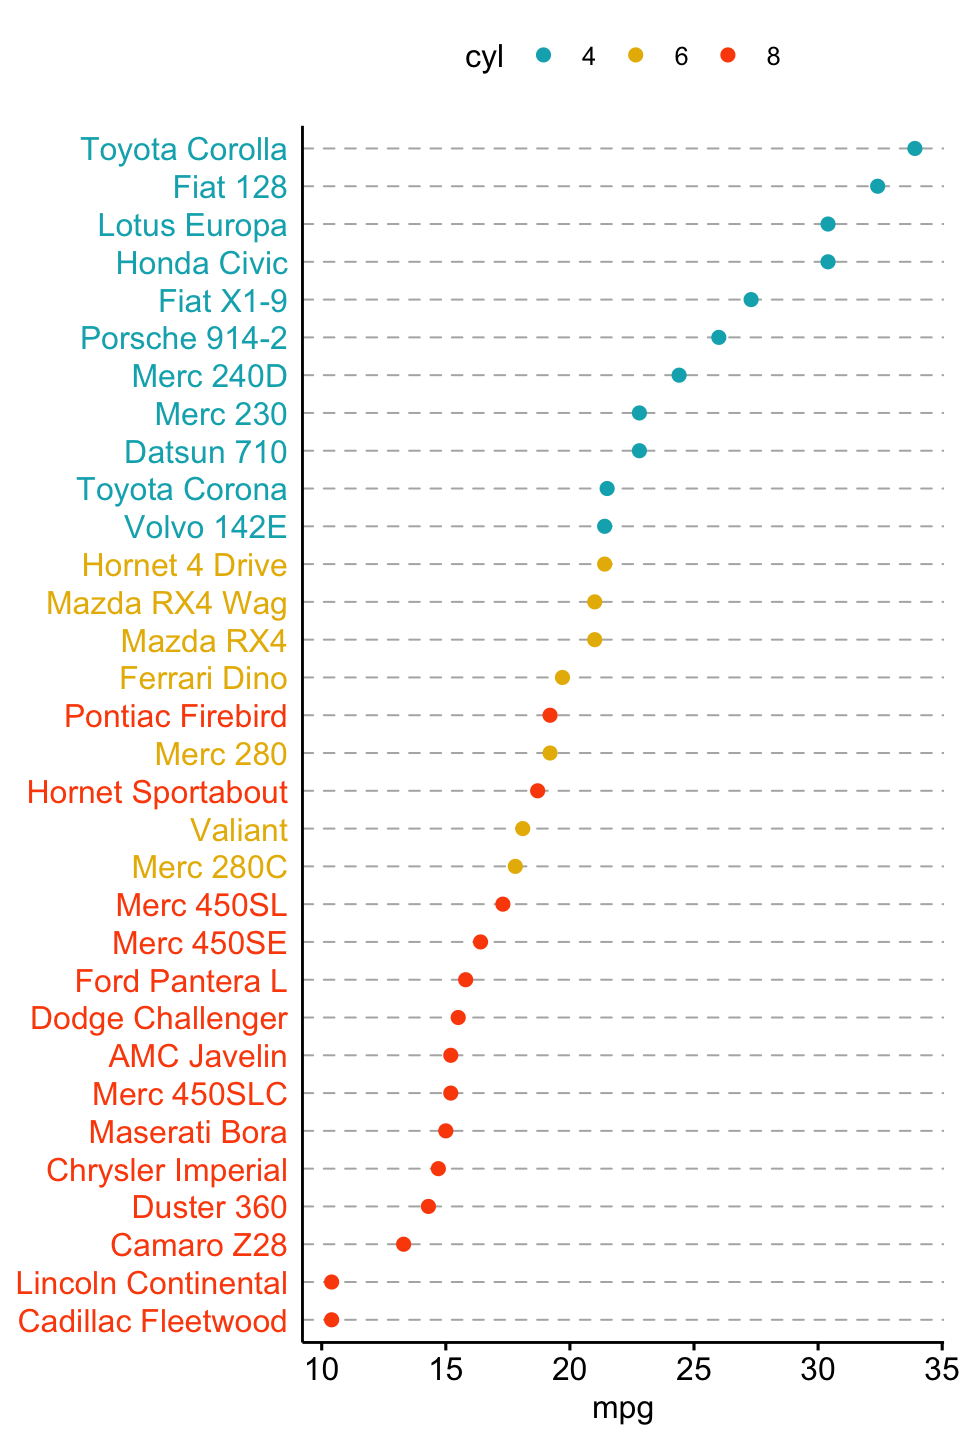 cyl 4 6 8
Toyota Corolla
Fiat 128
Lotus Europa
Honda Civic
Fiat X1-9
Porsche 914-2
Merc 240D
Merc 230
Datsun 710
Toyota Corona
Volvo 142E
Hornet 4 Drive
Mazda RX4 Wag
Mazda RX4
Ferrari Dino
Pontiac Firebird
Merc 280
Hornet Sportabout
Valiant
Merc 280C
Merc 450SL
Merc 450SE
Ford Pantera L
Dodge Challenger
AMC Javelin
Merc 450SLC
Maserati Bora
Chrysler Imperial
Duster 360
Camaro Z28
Lincoln Continental
Cadillac Fleetwood
10 15 20 25 30 35
mpg